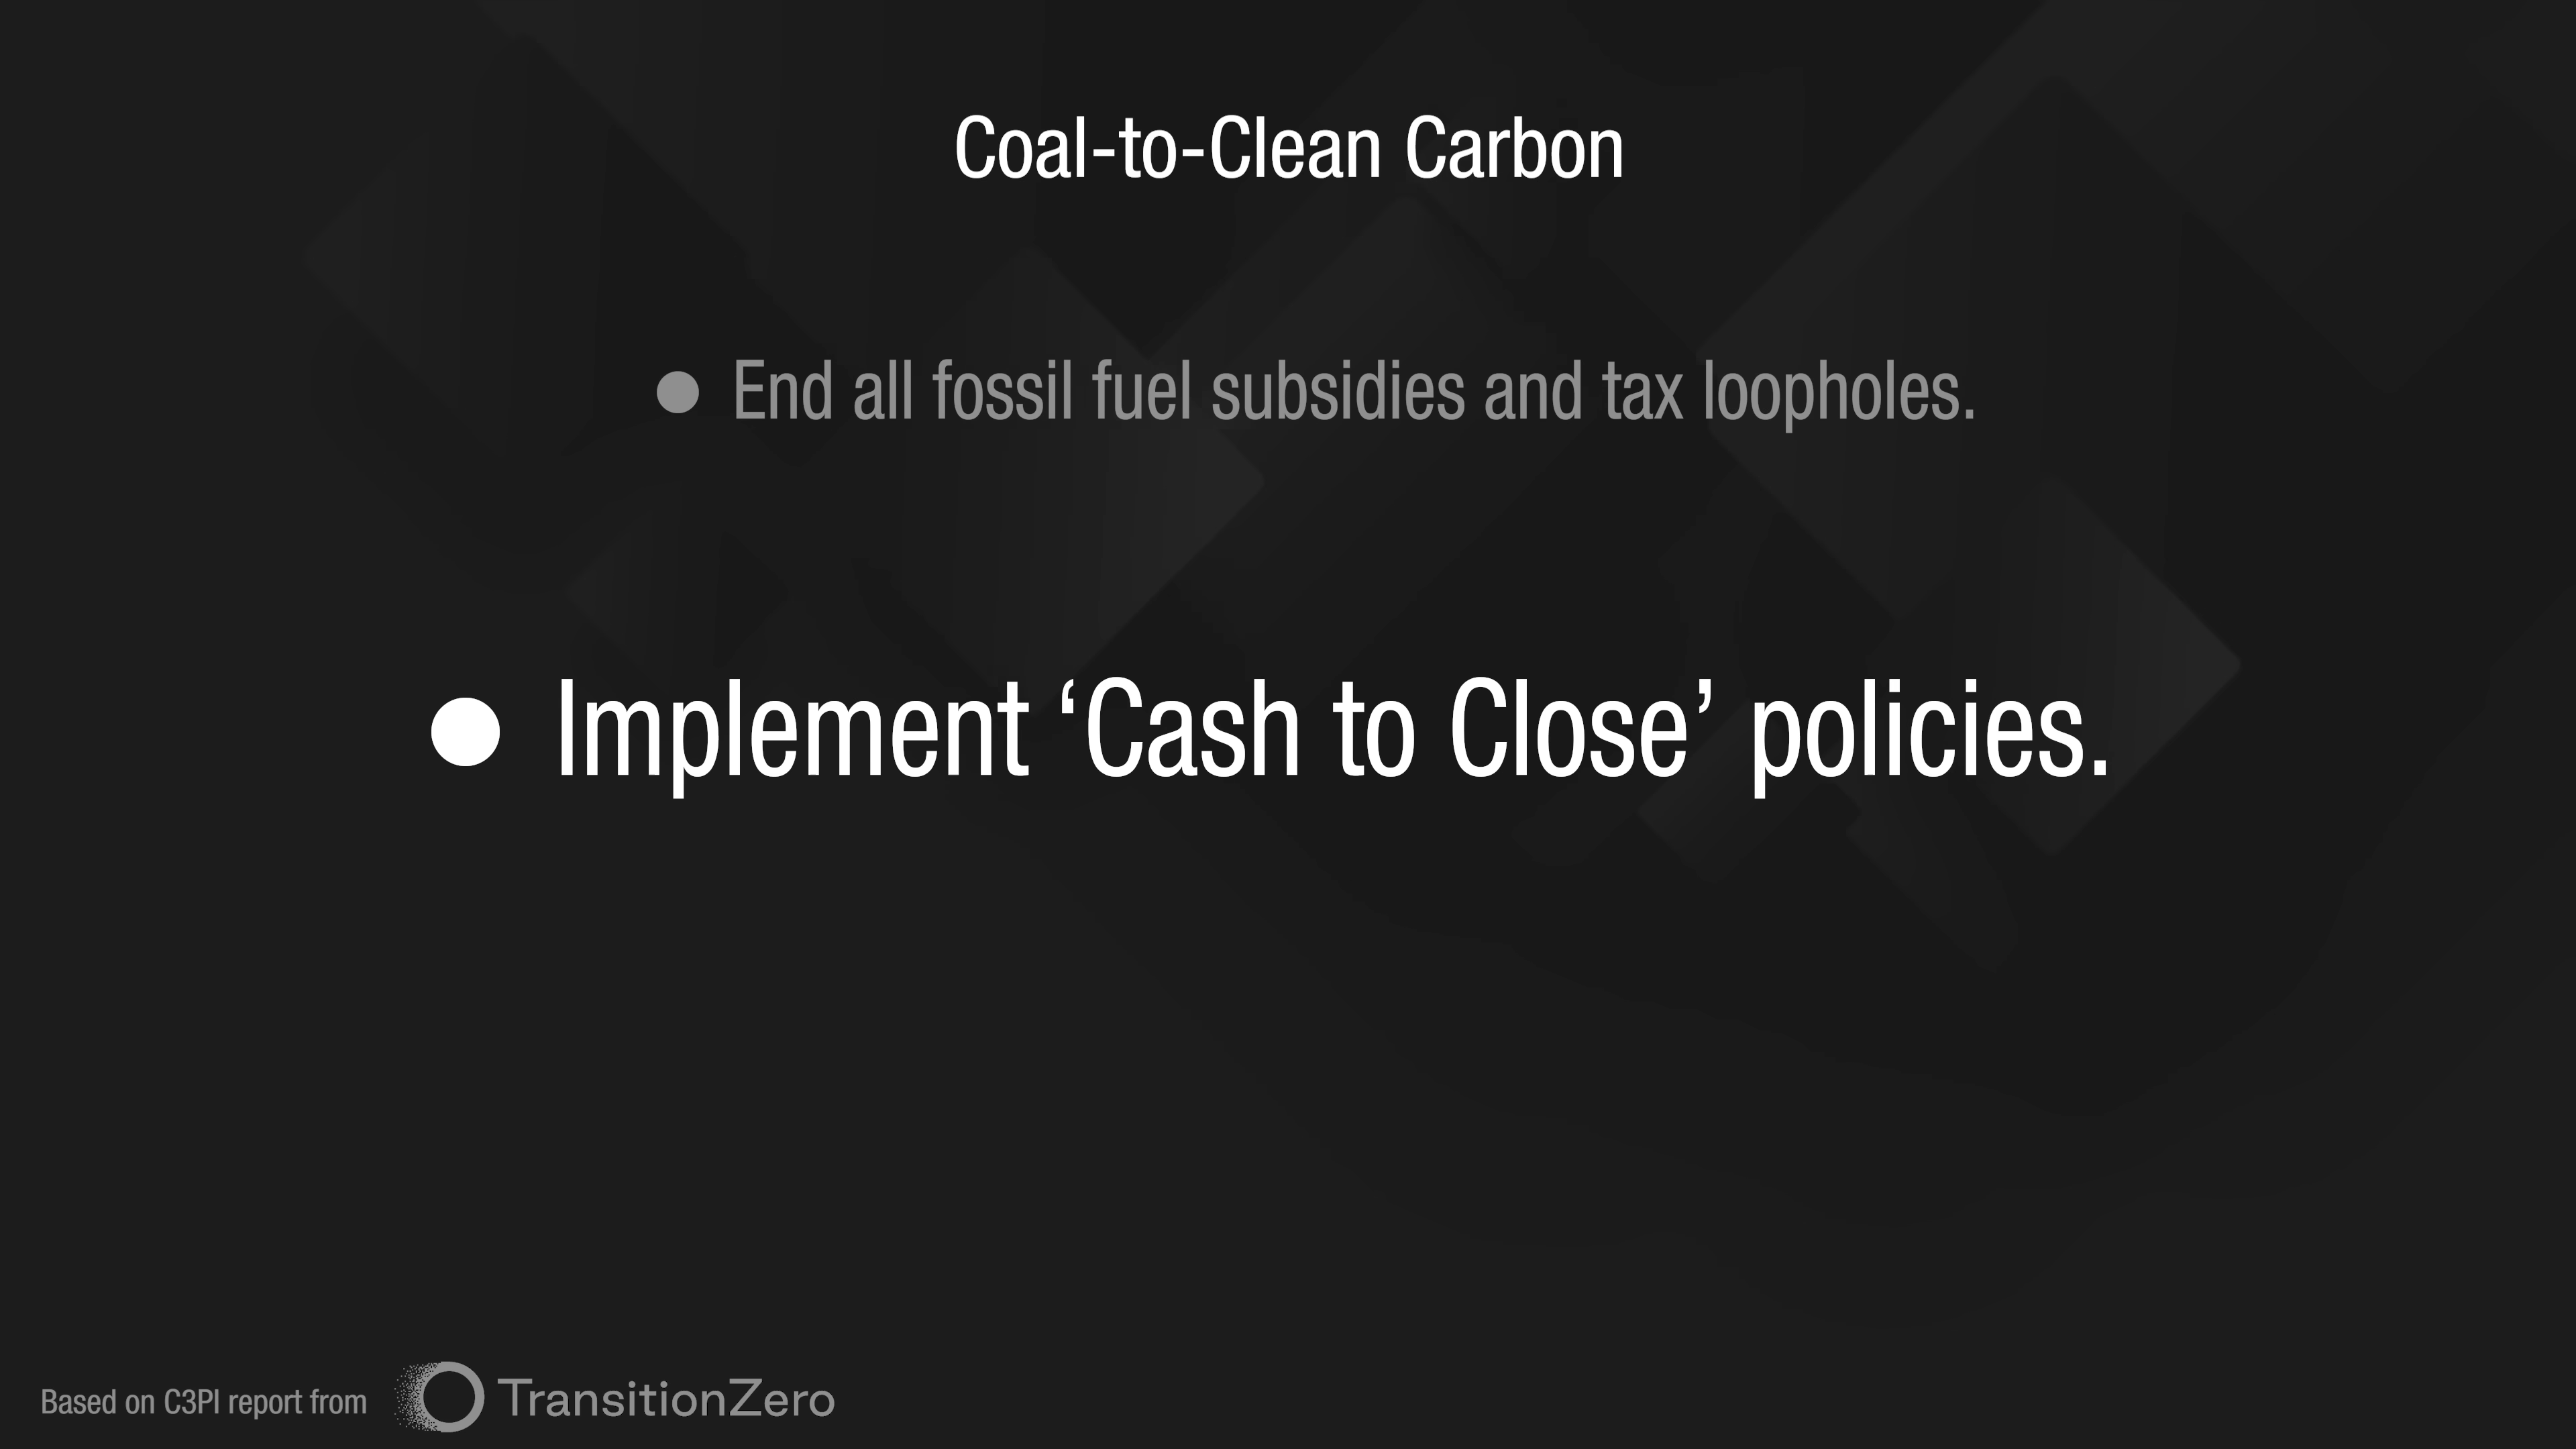 Coal-to-Clean Carbon
● End all fossil fuel subsidies and tax loopholes.
● Implement ‘Cash to Close’ policies.
Based on C3PI report from TransitionZero